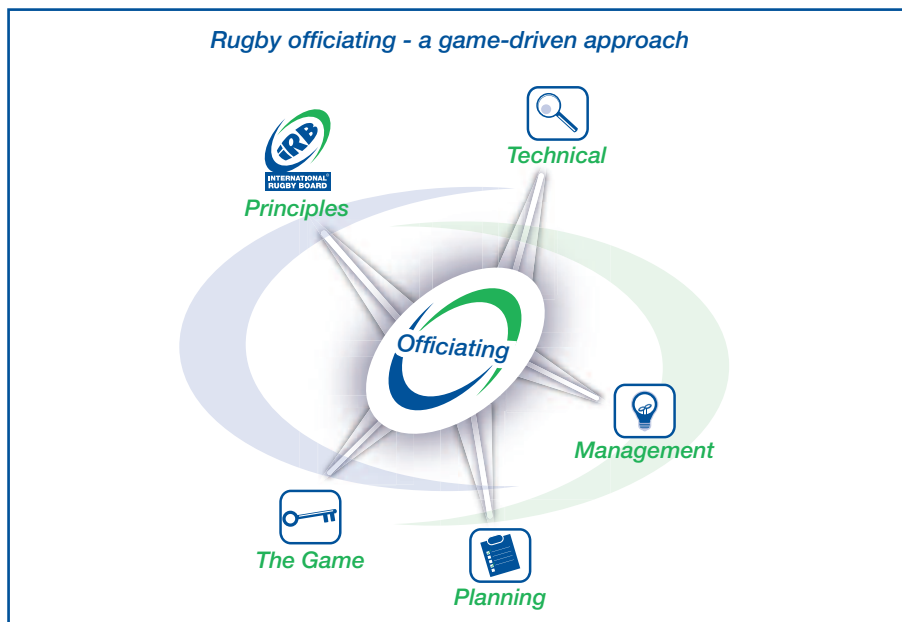 Rugby officiating - a game-driven approach
iRB
INTERNATIONAL®
RUGBY BOARD
Principles
Technical
Officiating
Management
The Game
Planning